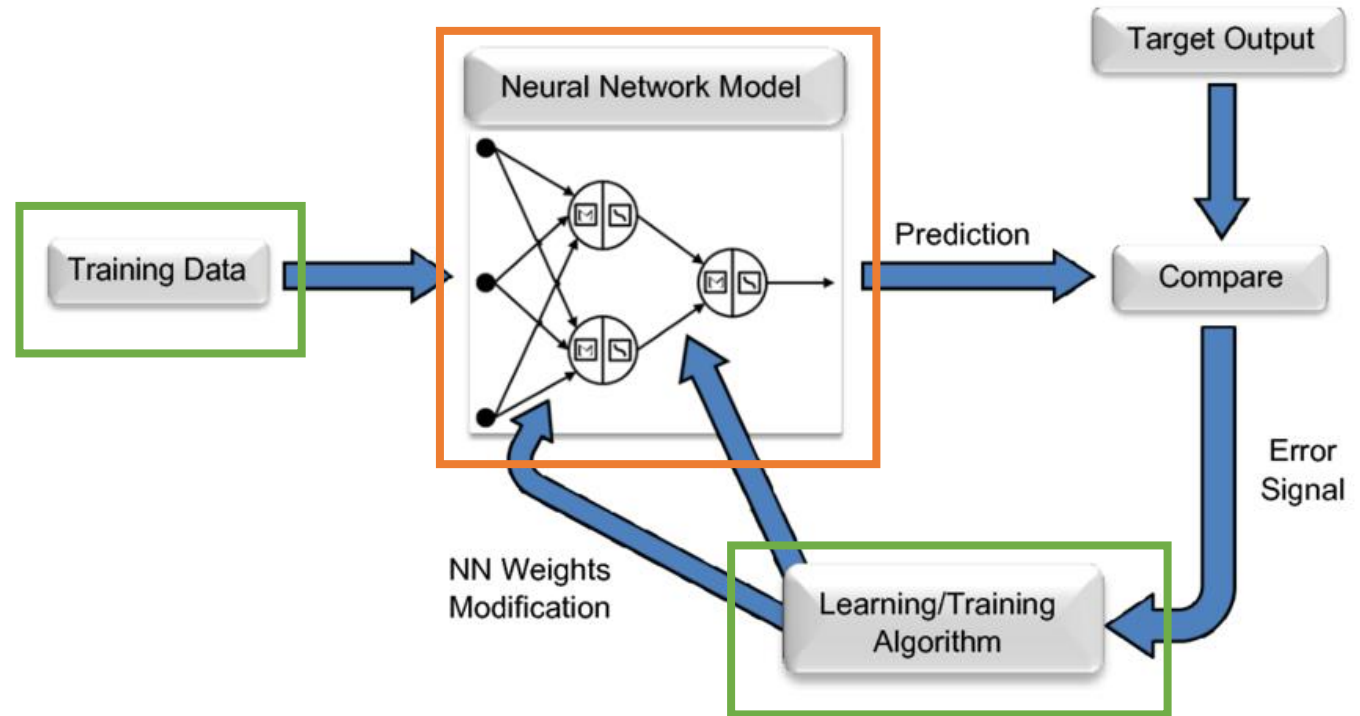 Target Output
Neural Network Model
Training Data
Prediction
Compare
Error
Signal
NN Weights
Modification
Learning/Training
Algorithm